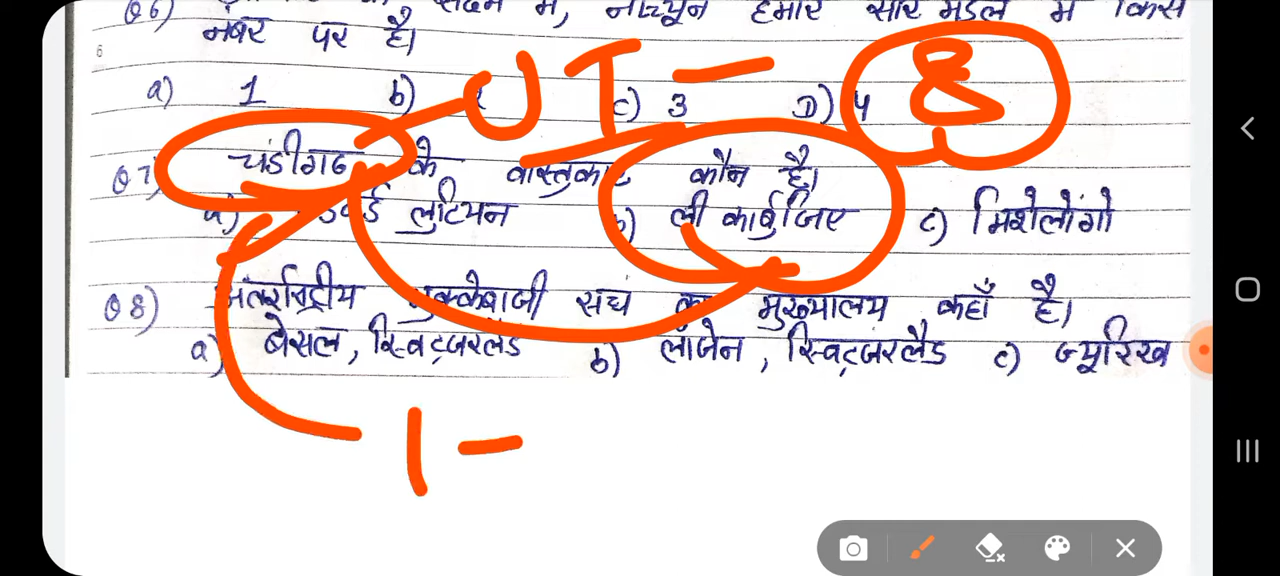 Q6) के संदर्भ में, नेप्च्यून हमारे सौर मंडल में किस
नंबर पर है।
a) 1 b) c) 3 D) 4
UT - 8
Q7) चंडीगढ के वास्तुकार कौन है।
a) लुटियन b) ली कार्बुजिए c) मिशेलांगो
Q8) अंतर्राष्ट्रीय मुक्केबाजी संघ का मुख्यालय कहाँ है।
a) बेसल, स्विट्जरलैंड b) लॉजेन, स्विट्जरलैंड c) ज्यूरिख
1 -